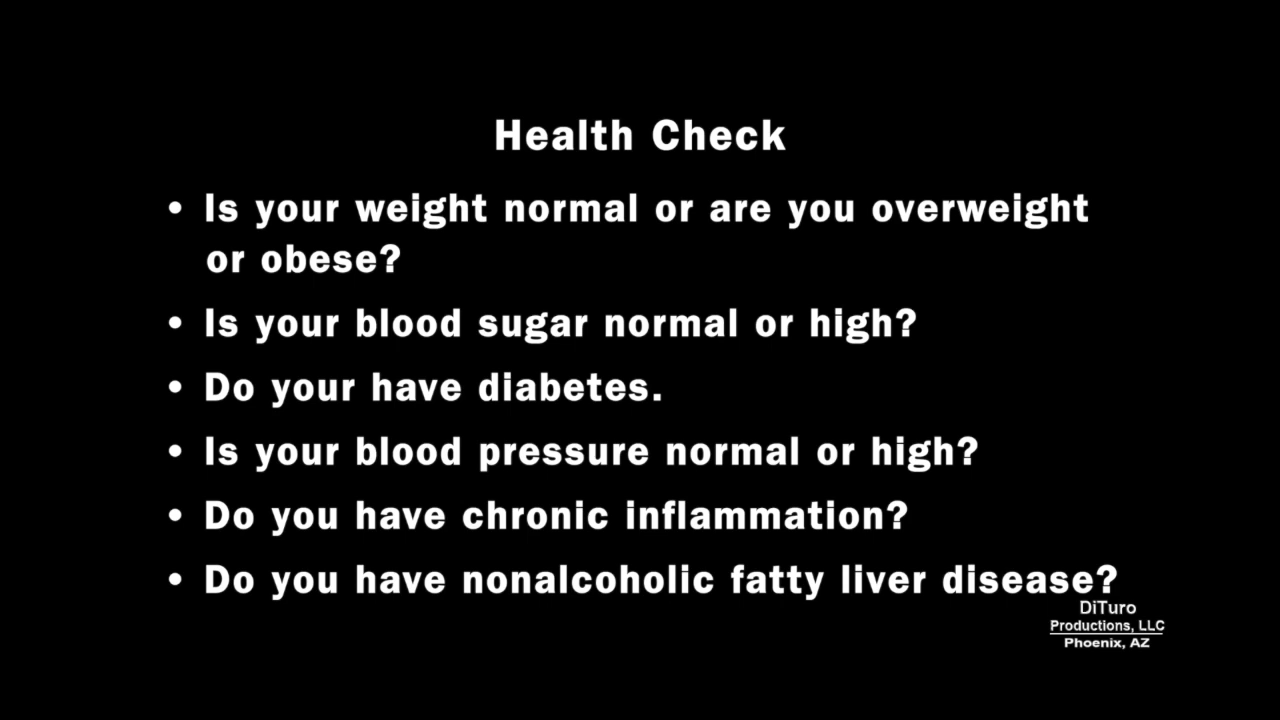 Health Check
• Is your weight normal or are you overweight
or obese?
• Is your blood sugar normal or high?
• Do your have diabetes.
• Is your blood pressure normal or high?
• Do you have chronic inflammation?
• Do you have nonalcoholic fatty liver disease?
DiTuro
Productions, LLC
Phoenix, AZ